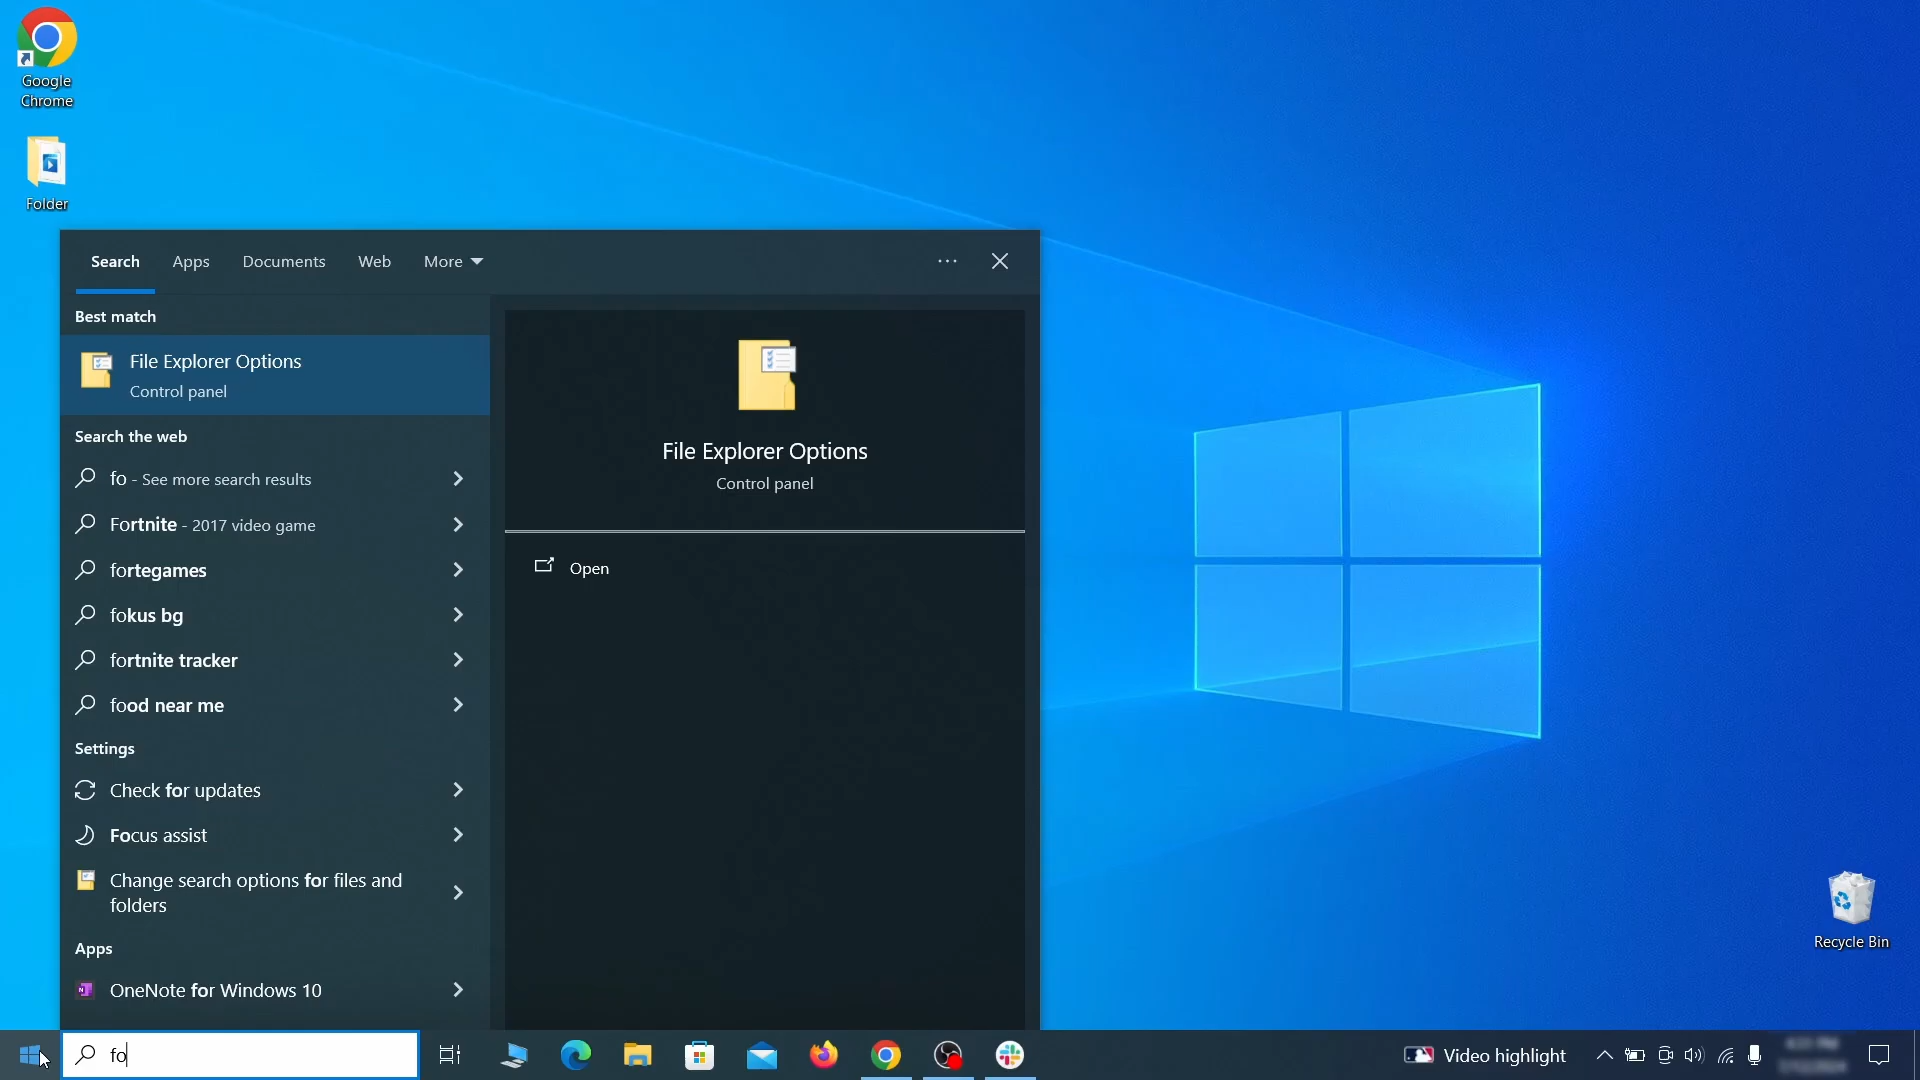 Google
Chrome
Folder
Search
Apps
Documents
Web
More
Best match
File Explorer Options
Control panel
Search the web
fo - See more search results
Fortnite - 2017 video game
fortegames
fokus bg
fortnite tracker
food near me
Settings
Check for updates
Focus assist
Change search options for files and
folders
Apps
OneNote for Windows 10
File Explorer Options
Control panel
Open
Recycle Bin
fo
Video highlight